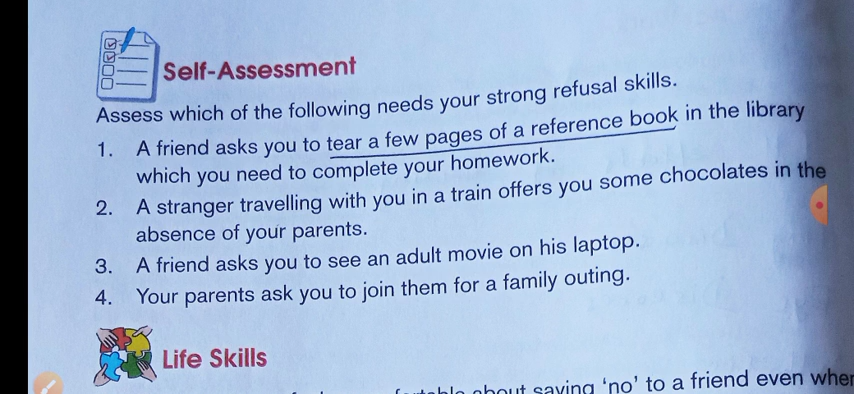 Self-Assessment
Assess which of the following needs your strong refusal skills.
1. A friend asks you to tear a few pages of a reference book in the library
which you need to complete your homework.
2. A stranger travelling with you in a train offers you some chocolates in the
absence of your parents.
3. A friend asks you to see an adult movie on his laptop.
4. Your parents ask you to join them for a family outing.
Life Skills
about saying 'no' to a friend even when